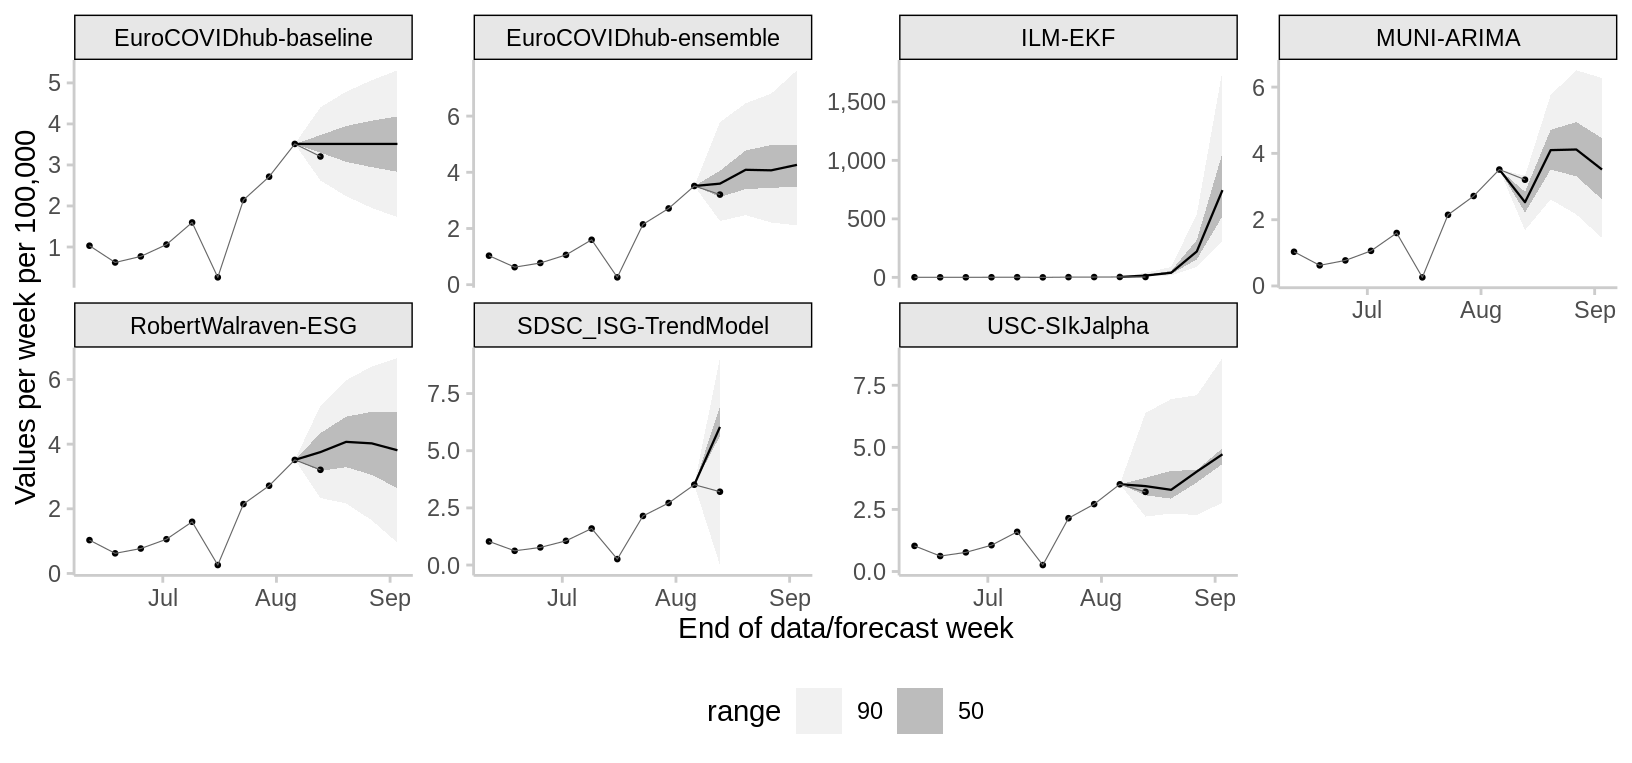 EuroCOVIDhub-baseline
EuroCOVIDhub-ensemble
ILM-EKF
MUNI-ARIMA
5
4
3
2
1
6
4
2
0
1,500
1,000
500
0
6
4
2
0
Jul Aug Sep
Values per week per 100,000
RobertWalraven-ESG
SDSC_ISG-TrendModel
USC-SIkJalpha
6
4
2
0
7.5
5.0
2.5
0.0
7.5
5.0
2.5
0.0
Jul Aug Sep
Jul Aug Sep
Jul Aug Sep
End of data/forecast week
range 90 50